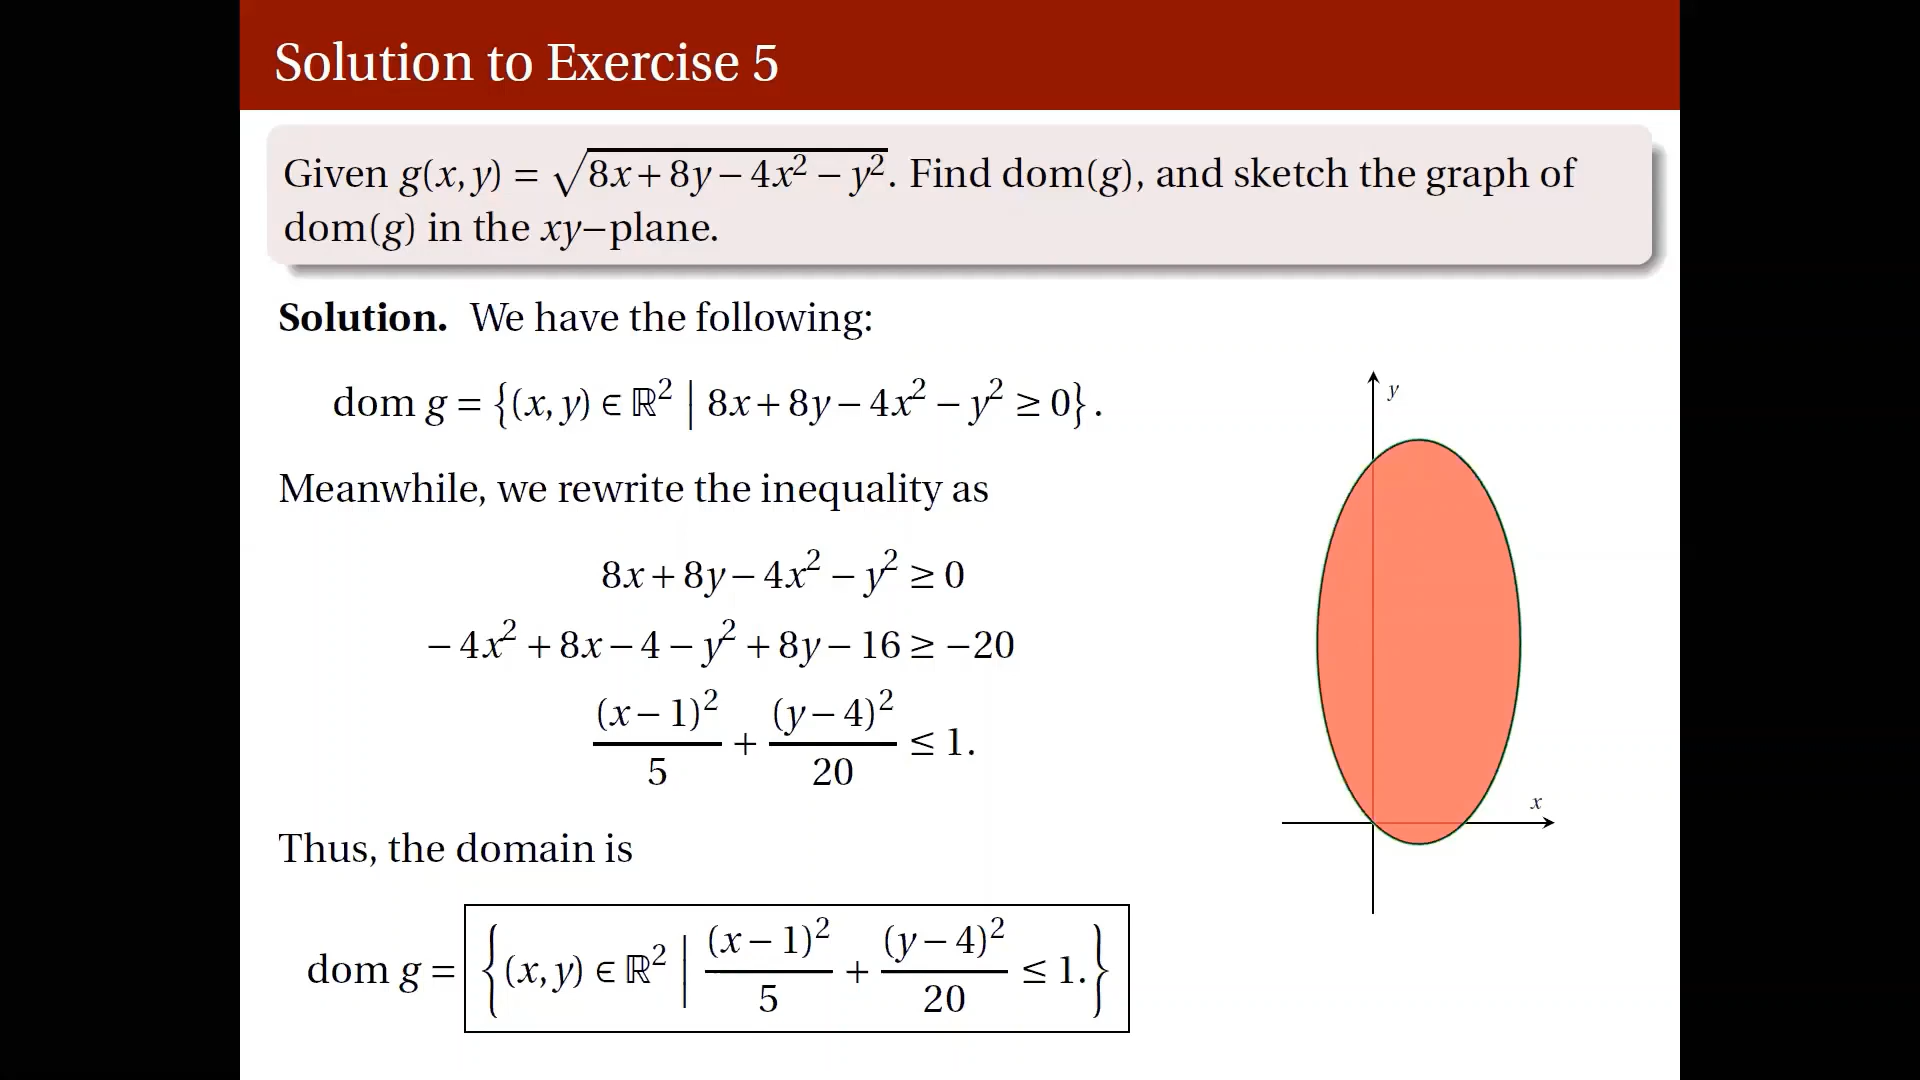 Solution to Exercise 5
Given g(x, y) = √(8x + 8y − 4x² − y²). Find dom(g), and sketch the graph of
dom(g) in the xy−plane.
Solution. We have the following:
dom g = {(x, y) ∈ ℝ² | 8x + 8y − 4x² − y² ≥ 0}.
Meanwhile, we rewrite the inequality as
8x + 8y − 4x² − y² ≥ 0
− 4x² + 8x − 4 − y² + 8y − 16 ≥ −20
(x − 1)²/5 + (y − 4)²/20 ≤ 1.
Thus, the domain is
dom g = {(x, y) ∈ ℝ² | (x − 1)²/5 + (y − 4)²/20 ≤ 1.}
y
x